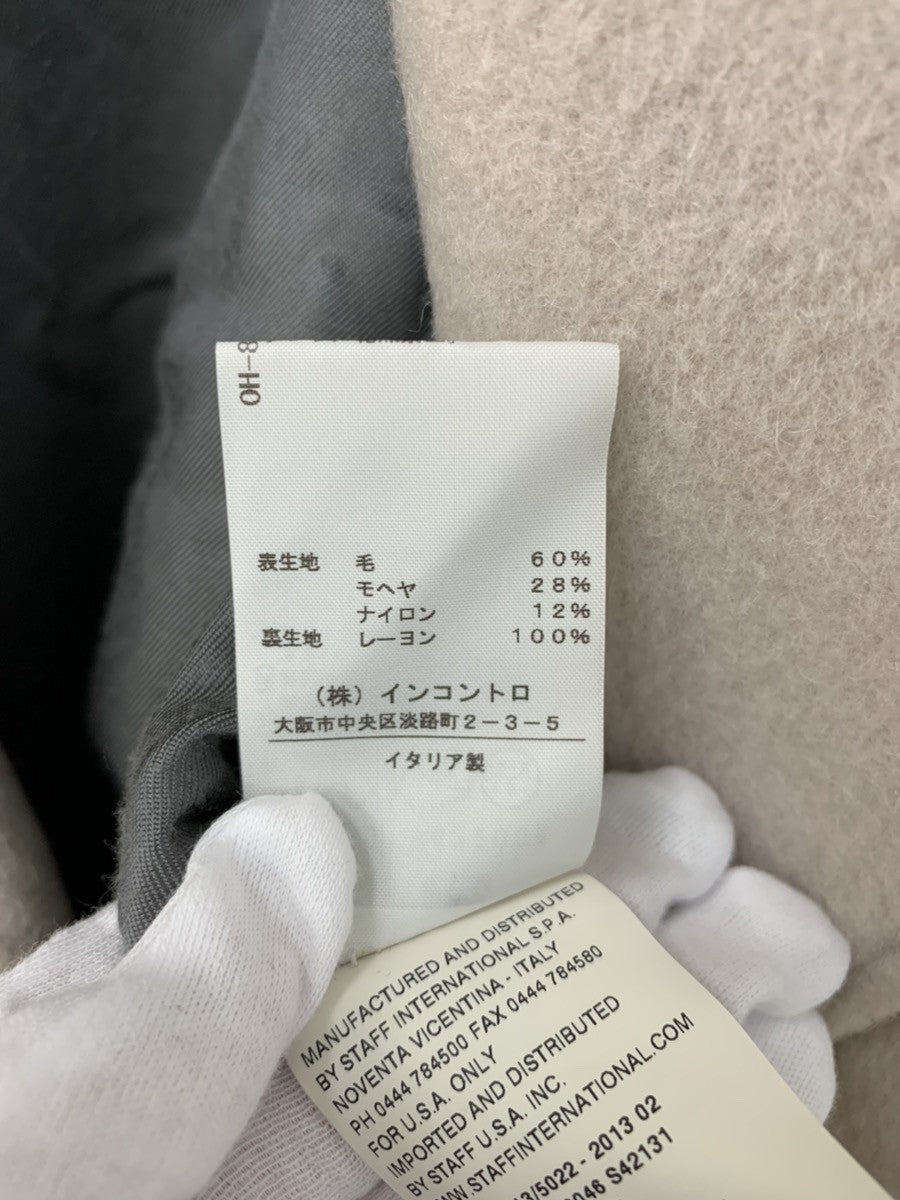 8-HO
表生地 毛 60%
モヘヤ 28%
ナイロン 12%
裏生地 レーヨン 100%
（株）インコントロ
大阪市中央区淡路町2-3-5
イタリア製
MANUFACTURED AND DISTRIBUTED
BY STAFF INTERNATIONAL S.P.A.
NOVENTA VICENTINA - ITALY
PH 0444 784500 FAX 0444 784580
FOR U.S.A. ONLY
IMPORTED AND DISTRIBUTED
BY STAFF U.S.A. INC.
WWW.STAFFINTERNATIONAL.COM
3/5022 - 2013 02
0046 S42131